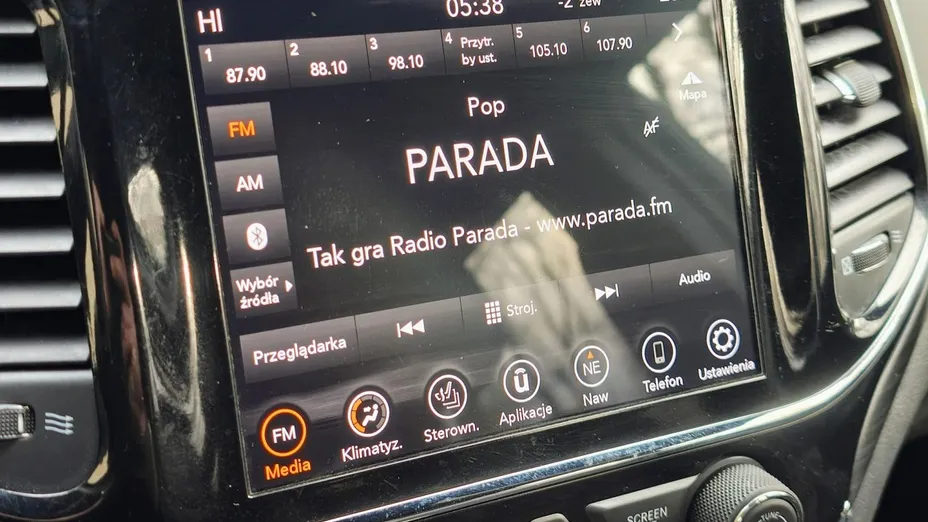 HI
05:38
-2 zew
1 87.90
2 88.10
3 98.10
4 Przytr. by ust.
5 105.10
6 107.90
Mapa
FM
Pop
AF
AM
PARADA
Tak gra Radio Parada - www.parada.fm
Wybór
źródła
Przeglądarka
Stroj.
Audio
FM
Media
Klimatyz.
Sterown.
Aplikacje
NE
Naw
Telefon
Ustawienia
SCREEN
TUNE